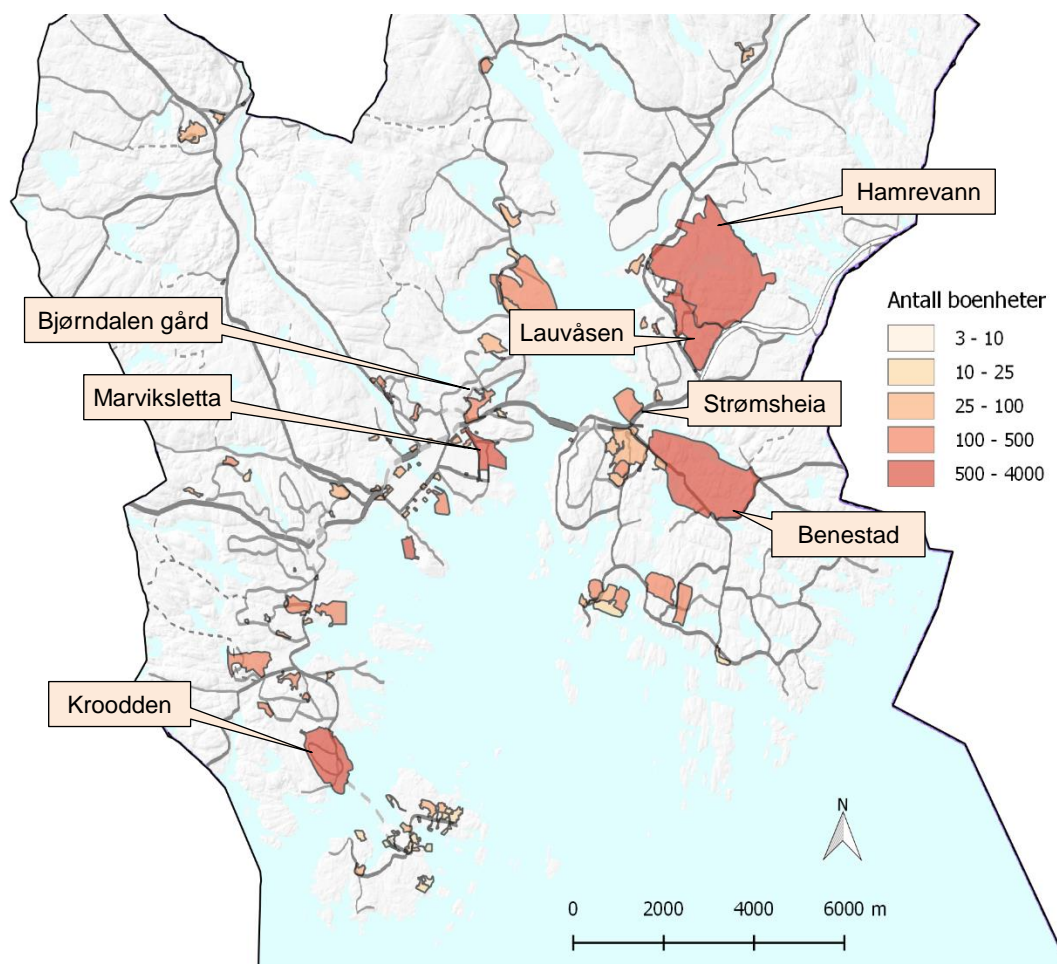 Hamrevann
Antall boenheter
3 - 10
10 - 25
25 - 100
100 - 500
500 - 4000
Bjørndalen gård
Lauvåsen
Marviksletta
Strømsheia
Benestad
Kroodden
N
0 2000 4000 6000 m